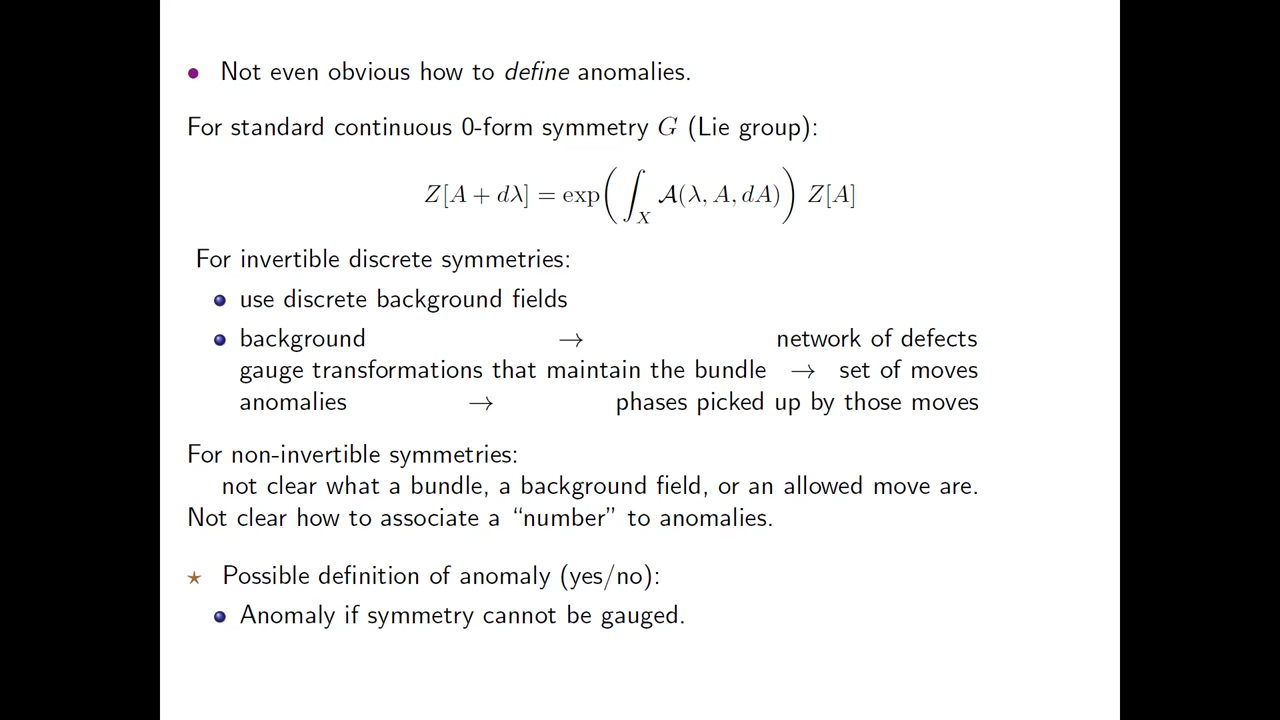 • Not even obvious how to define anomalies.
For standard continuous 0-form symmetry G (Lie group):
Z[A + dλ] = exp(∫_X 𝒜(λ, A, dA)) Z[A]
For invertible discrete symmetries:
• use discrete background fields
• background → network of defects
gauge transformations that maintain the bundle → set of moves
anomalies → phases picked up by those moves
For non-invertible symmetries:
not clear what a bundle, a background field, or an allowed move are.
Not clear how to associate a “number” to anomalies.
⋆ Possible definition of anomaly (yes/no):
• Anomaly if symmetry cannot be gauged.